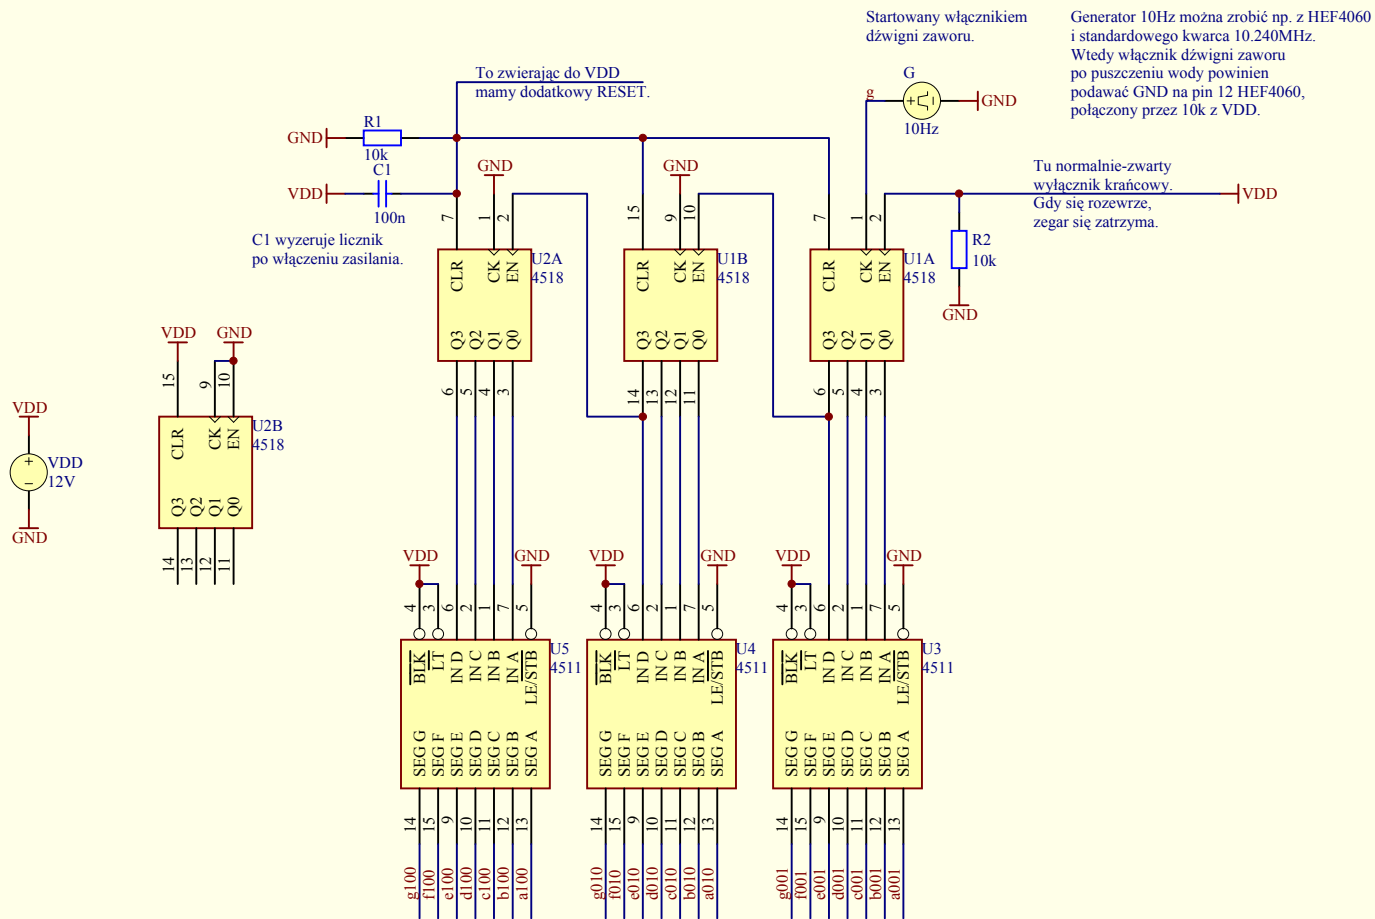 Startowany włącznikiem
dźwigni zaworu.
Generator 10Hz można zrobić np. z HEF4060
i standardowego kwarca 10.240MHz.
Wtedy włącznik dźwigni zaworu
po puszczeniu wody powinien
podawać GND na pin 12 HEF4060,
połączony przez 10k z VDD.
To zwierając do VDD
mamy dodatkowy RESET.
G
g
GND
10Hz
R1
GND
10k
C1
VDD
100n
GND
GND
Tu normalnie-zwarty
wyłącznik krańcowy.
Gdy się rozewrze,
zegar się zatrzyma.
VDD
C1 wyzeruje licznik
po włączeniu zasilania.
7
1
2
15
9
10
7
1
2
R2
10k
GND
U2A
4518
CLR
CK
EN
Q3
Q2
Q1
Q0
U1B
4518
CLR
CK
EN
Q3
Q2
Q1
Q0
U1A
4518
CLR
CK
EN
Q3
Q2
Q1
Q0
6
5
4
3
14
13
12
11
6
5
4
3
VDD
GND
15
9
10
U2B
4518
CLR
CK
EN
Q3
Q2
Q1
Q0
14
13
12
11
VDD
VDD
12V
GND
VDD
GND
VDD
GND
VDD
GND
4
3
6
2
1
7
5
4
3
6
2
1
7
5
4
3
6
2
1
7
5
U5
4511
BLK
LT
IN D
IN C
IN B
IN A
LE/STB
SEG G
SEG F
SEG E
SEG D
SEG C
SEG B
SEG A
U4
4511
BLK
LT
IN D
IN C
IN B
IN A
LE/STB
SEG G
SEG F
SEG E
SEG D
SEG C
SEG B
SEG A
U3
4511
BLK
LT
IN D
IN C
IN B
IN A
LE/STB
SEG G
SEG F
SEG E
SEG D
SEG C
SEG B
SEG A
14
15
9
10
11
12
13
14
15
9
10
11
12
13
14
15
9
10
11
12
13
g100
f100
e100
d100
c100
b100
a100
g010
f010
e010
d010
c010
b010
a010
g001
f001
e001
d001
c001
b001
a001